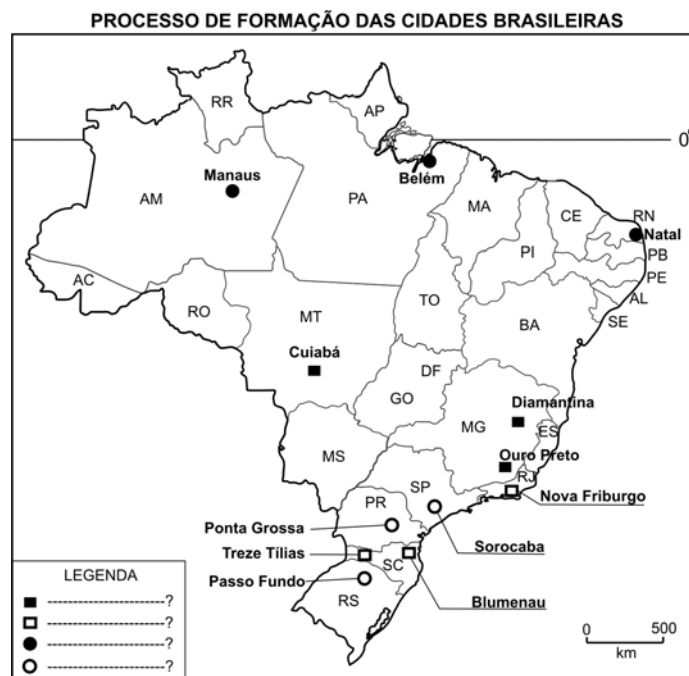 PROCESSO DE FORMAÇÃO DAS CIDADES BRASILEIRAS
RR
AP
0°
Manaus
Belém
AM
PA
MA
CE
RN
Natal
PI
PB
PE
AC
AL
TO
RO
MT
SE
BA
Cuiabá
DF
GO
Diamantina
MG
ES
MS
Ouro Preto
SP
RJ
Nova Friburgo
PR
Ponta Grossa
Sorocaba
Treze Tílias
SC
Passo Fundo
RS
Blumenau
LEGENDA
---------------------------?
---------------------------?
---------------------------?
---------------------------?
0 500
km